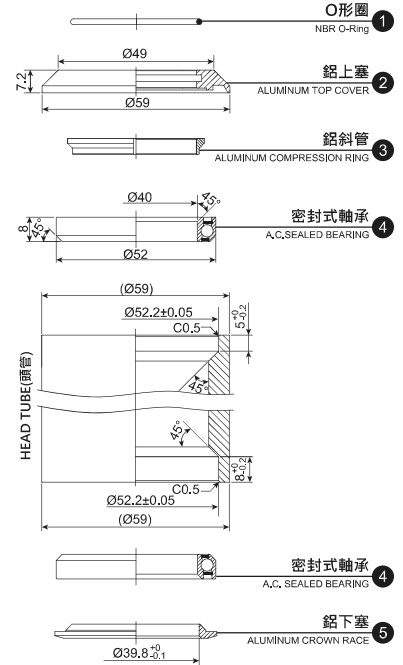 O形圈
NBR O-Ring
1
Ø49
7.2
Ø59
鋁上塞
ALUMINUM TOP COVER
2
鋁斜管
ALUMINUM COMPRESSION RING
3
Ø40
45°
8
45°
Ø52
密封式軸承
A.C.SEALED BEARING
4
(Ø59)
Ø52.2±0.05
C0.5
5 +0 -0.2
45°
HEAD TUBE(頭管)
45°
C0.5
8 +0 -0.2
Ø52.2±0.05
(Ø59)
密封式軸承
A.C. SEALED BEARING
4
鋁下塞
ALUMINUM CROWN RACE
5
Ø39.8 +0 -0.1